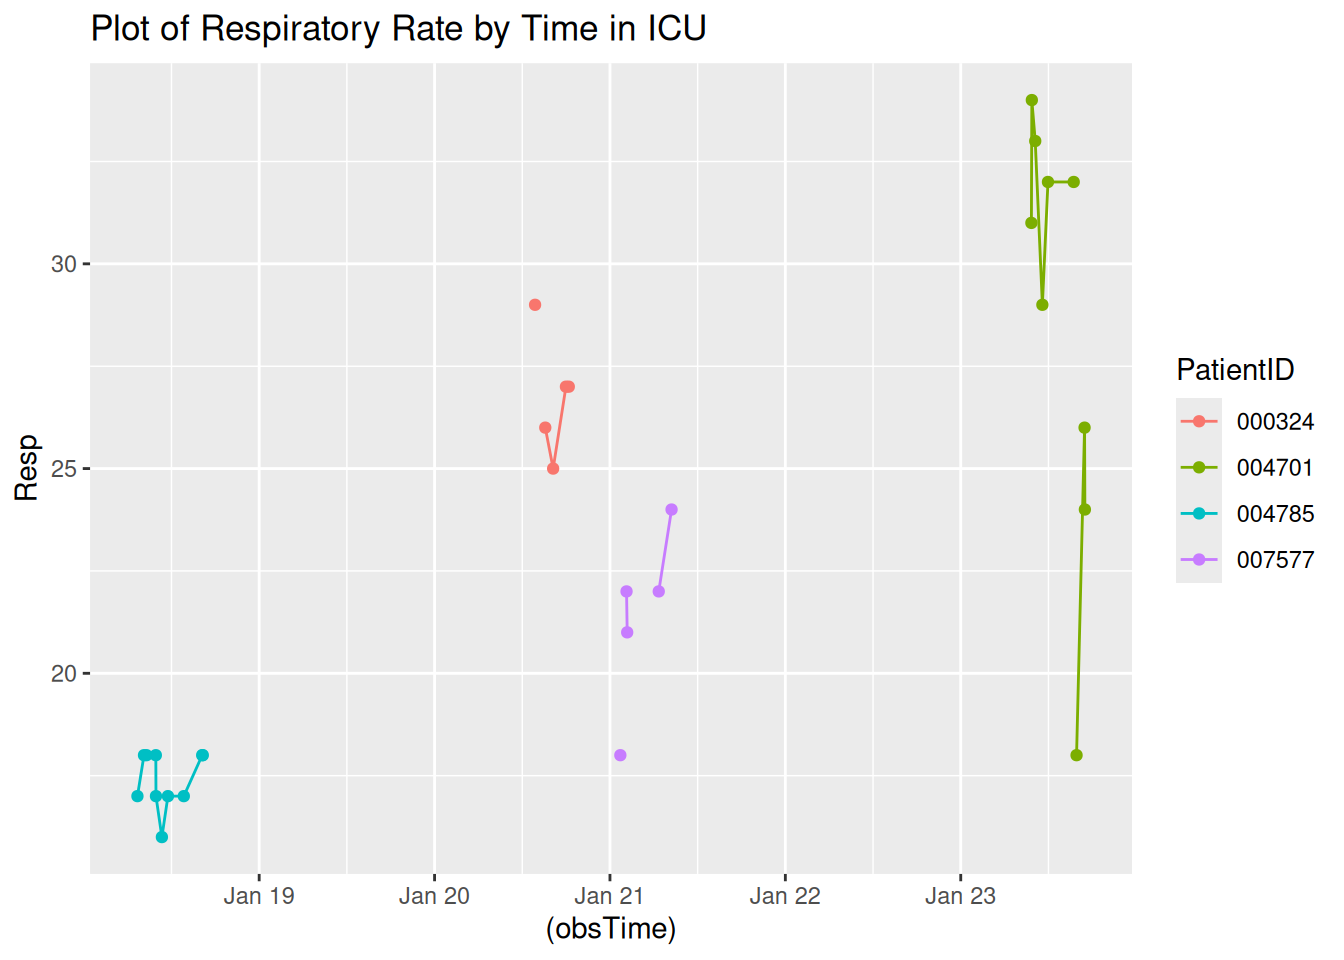 Plot of Respiratory Rate by Time in ICU
Resp
30
25
20
Jan 19 Jan 20 Jan 21 Jan 22 Jan 23
(obsTime)
PatientID
000324
004701
004785
007577